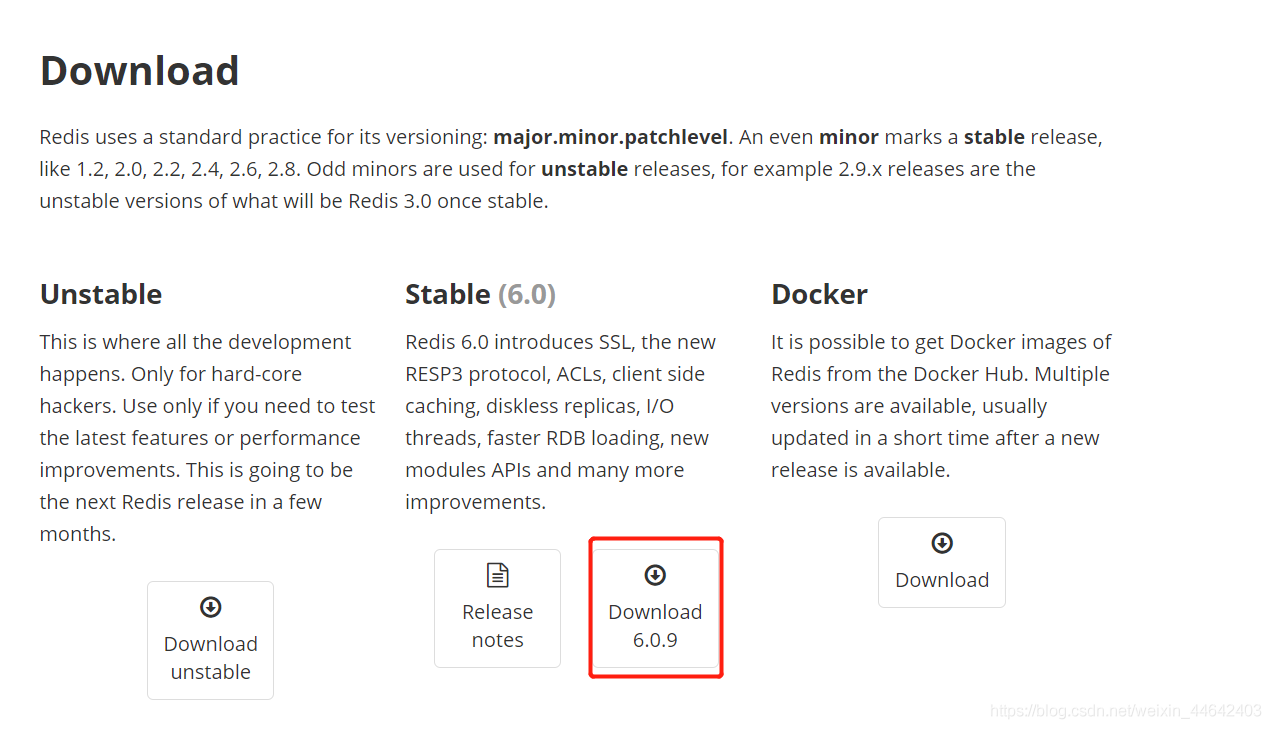 Download
Redis uses a standard practice for its versioning: major.minor.patchlevel. An even minor marks a stable release,
like 1.2, 2.0, 2.2, 2.4, 2.6, 2.8. Odd minors are used for unstable releases, for example 2.9.x releases are the
unstable versions of what will be Redis 3.0 once stable.
Unstable
This is where all the development
happens. Only for hard-core
hackers. Use only if you need to test
the latest features or performance
improvements. This is going to be
the next Redis release in a few
months.
Download
unstable
Stable (6.0)
Redis 6.0 introduces SSL, the new
RESP3 protocol, ACLs, client side
caching, diskless replicas, I/O
threads, faster RDB loading, new
modules APIs and many more
improvements.
Release
notes
Download
6.0.9
Docker
It is possible to get Docker images of
Redis from the Docker Hub. Multiple
versions are available, usually
updated in a short time after a new
release is available.
Download
https://blog.csdn.net/weixin_44642403